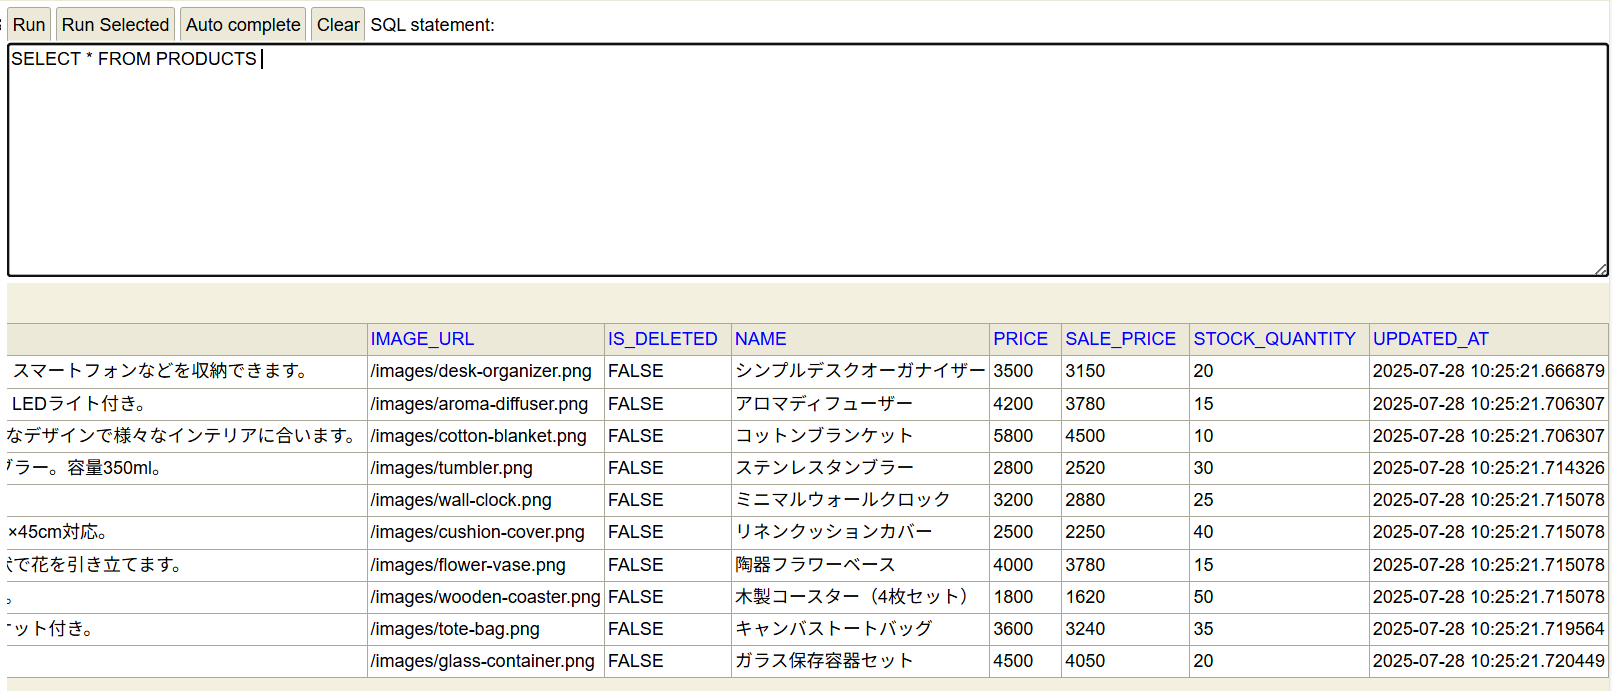 Run Run Selected Auto complete Clear SQL statement:
SELECT * FROM PRODUCTS
IMAGE_URL IS_DELETED NAME PRICE SALE_PRICE STOCK_QUANTITY UPDATED_AT
スマートフォンなどを収納できます。 /images/desk-organizer.png FALSE シンプルデスクオーガナイザー 3500 3150 20 2025-07-28 10:25:21.666879
LEDライト付き。 /images/aroma-diffuser.png FALSE アロマディフューザー 4200 3780 15 2025-07-28 10:25:21.706307
なデザインで様々なインテリアに合います。 /images/cotton-blanket.png FALSE コットンブランケット 5800 4500 10 2025-07-28 10:25:21.706307
ブラー。容量350ml。 /images/tumbler.png FALSE ステンレスタンブラー 2800 2520 30 2025-07-28 10:25:21.714326
/images/wall-clock.png FALSE ミニマルウォールクロック 3200 2880 25 2025-07-28 10:25:21.715078
×45cm対応。 /images/cushion-cover.png FALSE リネンクッションカバー 2500 2250 40 2025-07-28 10:25:21.715078
で花を引き立てます。 /images/flower-vase.png FALSE 陶器フラワーベース 4000 3780 15 2025-07-28 10:25:21.715078
。 /images/wooden-coaster.png FALSE 木製コースター（4枚セット） 1800 1620 50 2025-07-28 10:25:21.715078
ット付き。 /images/tote-bag.png FALSE キャンバストートバッグ 3600 3240 35 2025-07-28 10:25:21.719564
/images/glass-container.png FALSE ガラス保存容器セット 4500 4050 20 2025-07-28 10:25:21.720449